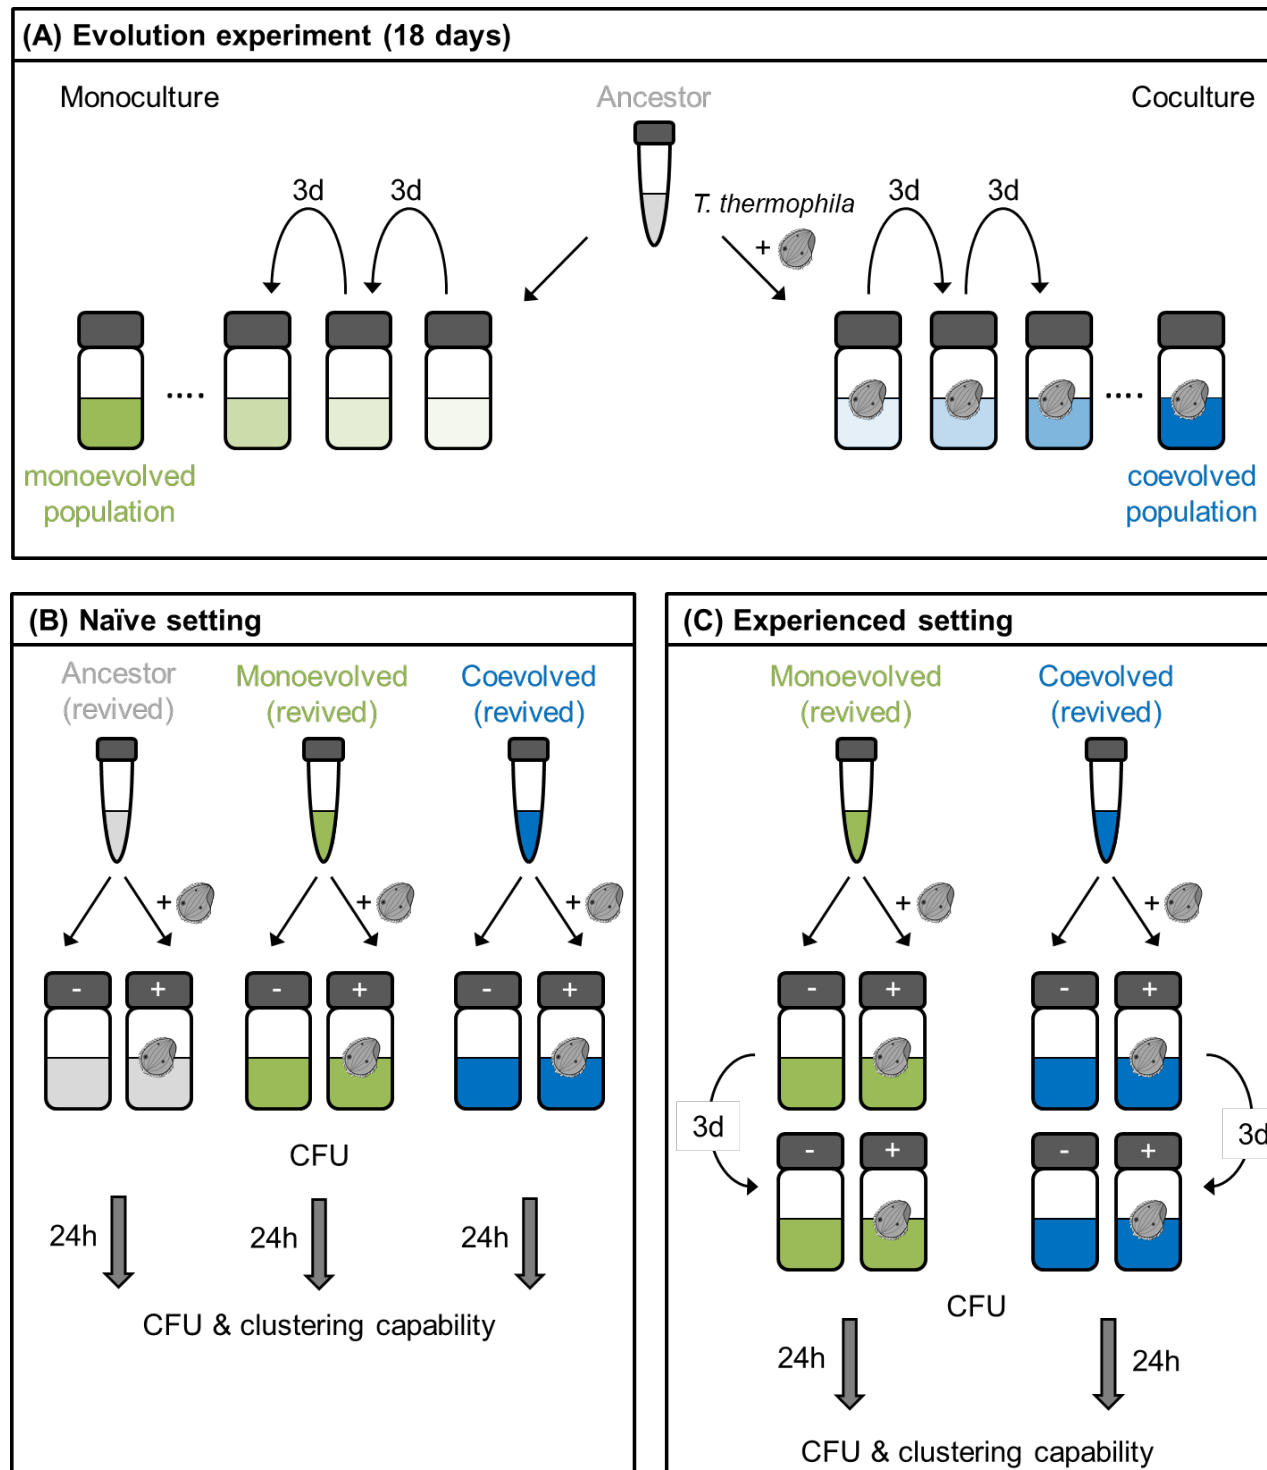 (A) Evolution experiment (18 days)
Monoculture
Ancestor
Coculture
3d
3d
T. thermophila
3d
3d
+
....
....
monoevolved
population
coevolved
population
(B) Naïve setting
Ancestor
(revived)
Monoevolved
(revived)
Coevolved
(revived)
+
+
+
- + - + - +
CFU
24h
24h
24h
CFU & clustering capability
(C) Experienced setting
Monoevolved
(revived)
Coevolved
(revived)
+
+
- + - +
3d
3d
- + - +
CFU
24h
24h
CFU & clustering capability